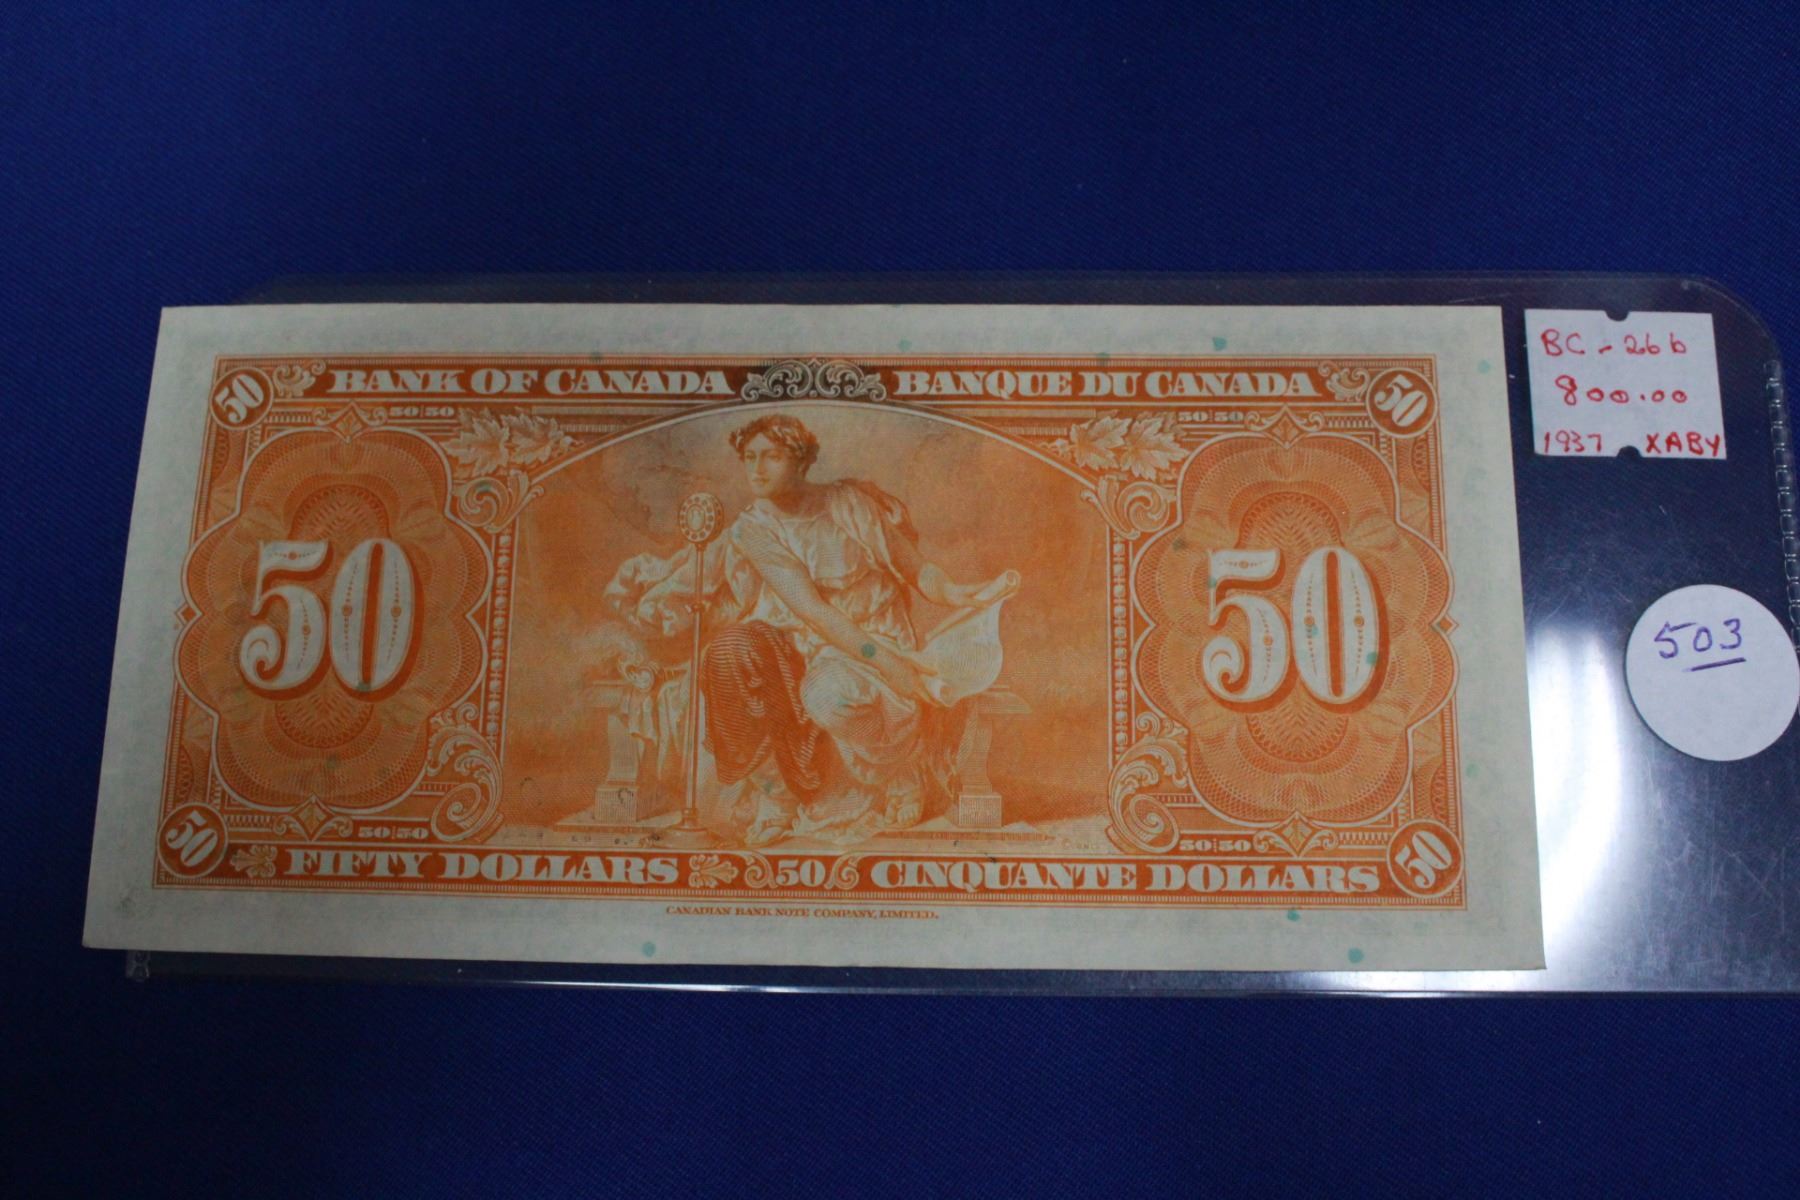 50 BANK OF CANADA BANQUE DU CANADA 50
50 50 50 50
50 50
50 50 50 50
50 FIFTY DOLLARS 50 CINQUANTE DOLLARS 50
CANADIAN BANK NOTE COMPANY, LIMITED.
BC - 26b
800.00
1937 XABY
503